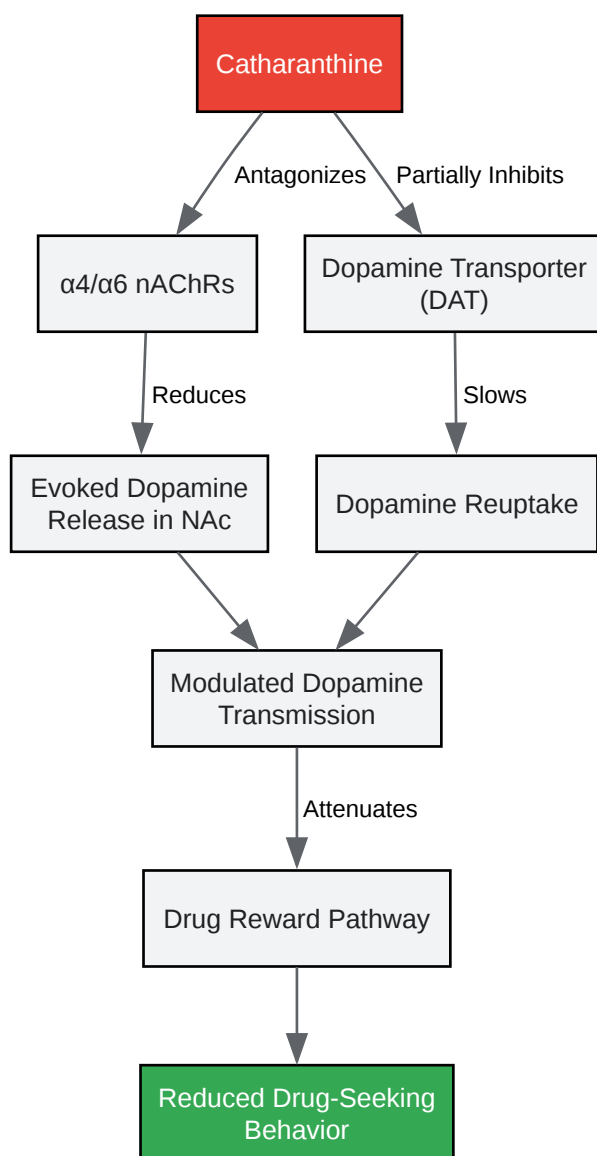 Catharanthine
Antagonizes
Partially Inhibits
α4/α6 nAChRs
Dopamine Transporter
(DAT)
Reduces
Slows
Evoked Dopamine
Release in NAc
Dopamine Reuptake
Modulated Dopamine
Transmission
Attenuates
Drug Reward Pathway
Reduced Drug-Seeking
Behavior